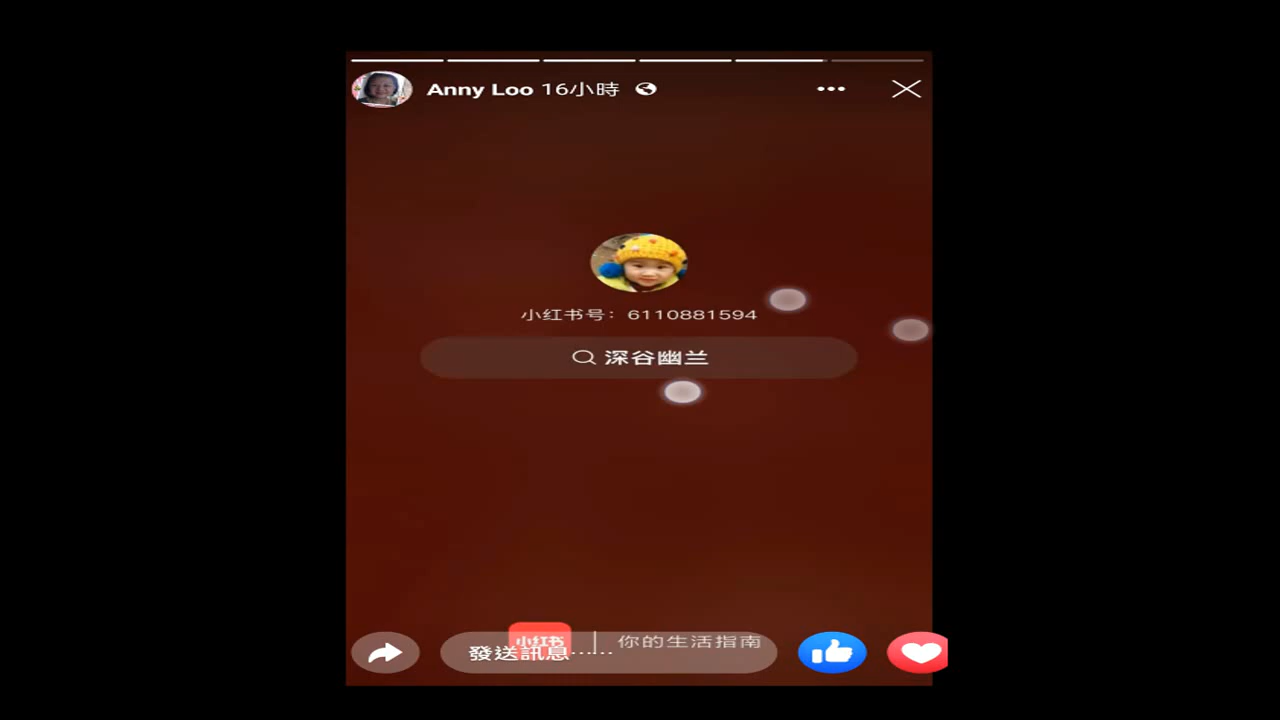 Anny Loo 16小時
小红书号：6110881594
深谷幽兰
小红书 | 你的生活指南
發送訊息……